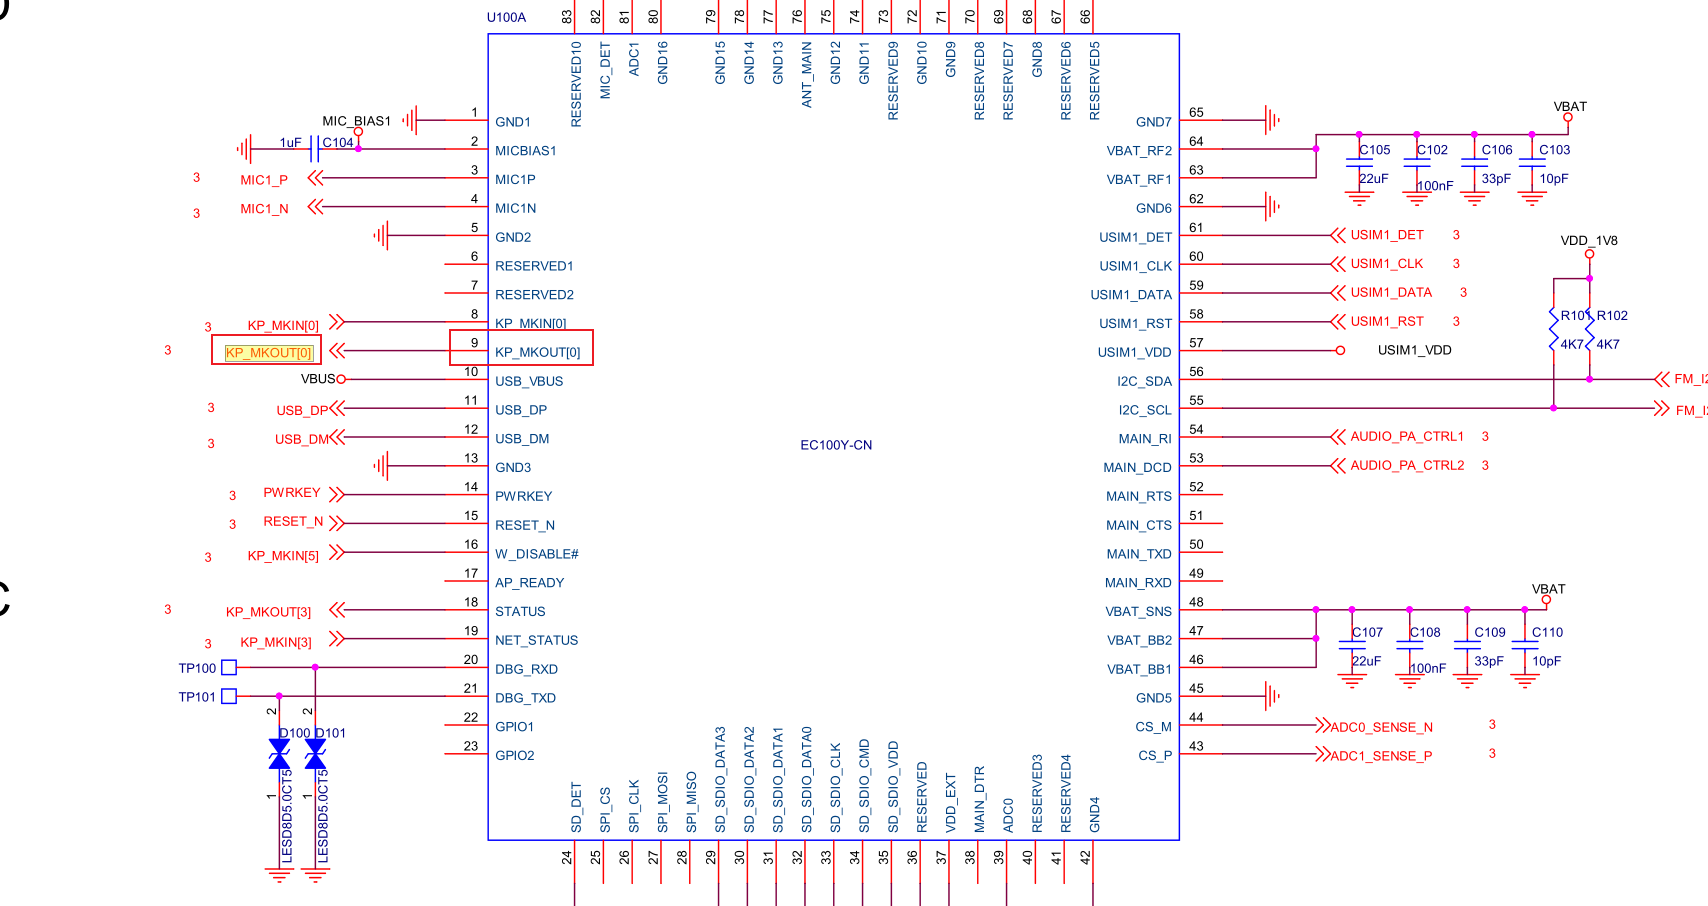 U100A
83 82 81 80 79 78 77 76 75 74 73 72 71 70 69 68 67 66
RESERVED10 MIC_DET ADC1 GND16 GND15 GND14 GND13 ANT_MAIN GND12 GND11 RESERVED9 GND10 GND9 RESERVED8 RESERVED7 GND8 RESERVED6 RESERVED5
1 GND1
MIC_BIAS1
1uF C104 2 MICBIAS1
3 MIC1_P 3 MIC1P
3 MIC1_N 4 MIC1N
5 GND2
6 RESERVED1
7 RESERVED2
3 KP_MKIN[0] 8 KP_MKIN[0]
3 KP_MKOUT[0] 9 KP_MKOUT[0]
VBUS 10 USB_VBUS
3 USB_DP 11 USB_DP
3 USB_DM 12 USB_DM
13 GND3
3 PWRKEY 14 PWRKEY
3 RESET_N 15 RESET_N
3 KP_MKIN[5] 16 W_DISABLE#
17 AP_READY
3 KP_MKOUT[3] 18 STATUS
3 KP_MKIN[3] 19 NET_STATUS
TP100 20 DBG_RXD
TP101 21 DBG_TXD
22 GPIO1
23 GPIO2
2 2
D100 D101
1 1
LESD8D5.0CT5 LESD8D5.0CT5
EC100Y-CN
GND7 65
VBAT_RF2 64
VBAT_RF1 63
GND6 62
USIM1_DET 61 USIM1_DET 3
USIM1_CLK 60 USIM1_CLK 3
USIM1_DATA 59 USIM1_DATA 3
USIM1_RST 58 USIM1_RST 3
USIM1_VDD 57 USIM1_VDD
I2C_SDA 56 FM_I
I2C_SCL 55 FM_I
MAIN_RI 54 AUDIO_PA_CTRL1 3
MAIN_DCD 53 AUDIO_PA_CTRL2 3
MAIN_RTS 52
MAIN_CTS 51
MAIN_TXD 50
MAIN_RXD 49
VBAT_SNS 48
VBAT_BB2 47
VBAT_BB1 46
GND5 45
CS_M 44 ADC0_SENSE_N 3
CS_P 43 ADC1_SENSE_P 3
VBAT
C105 C102 C106 C103
22uF 100nF 33pF 10pF
VDD_1V8
R101 R102
4K7 4K7
VBAT
C107 C108 C109 C110
22uF 100nF 33pF 10pF
SD_DET SPI_CS SPI_CLK SPI_MOSI SPI_MISO SD_SDIO_DATA3 SD_SDIO_DATA2 SD_SDIO_DATA1 SD_SDIO_DATA0 SD_SDIO_CLK SD_SDIO_CMD SD_SDIO_VDD RESERVED VDD_EXT MAIN_DTR ADC0 RESERVED3 RESERVED4 GND4
24 25 26 27 28 29 30 31 32 33 34 35 36 37 38 39 40 41 42
C